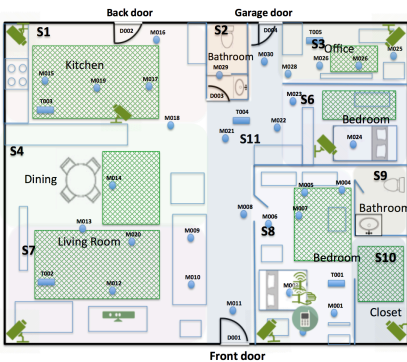 Back door Garage door
S1 D002 M016 S2 D004 T005 S3 Office
Kitchen Bathroom M030 M025
M015 M019 M017 M029 M028 M026 M026
T003 D003 M023 S6
T004 M022 Bedroom
M018 M021 S11 M024
S4
Dining M014 S9
M005 M004 Bathroom
M008 M006 M007
M013 S8
S7 Living Room M020 M009 Bedroom S10
T002 M012 M010 T001
Closet
M011 M001
D001
Front door